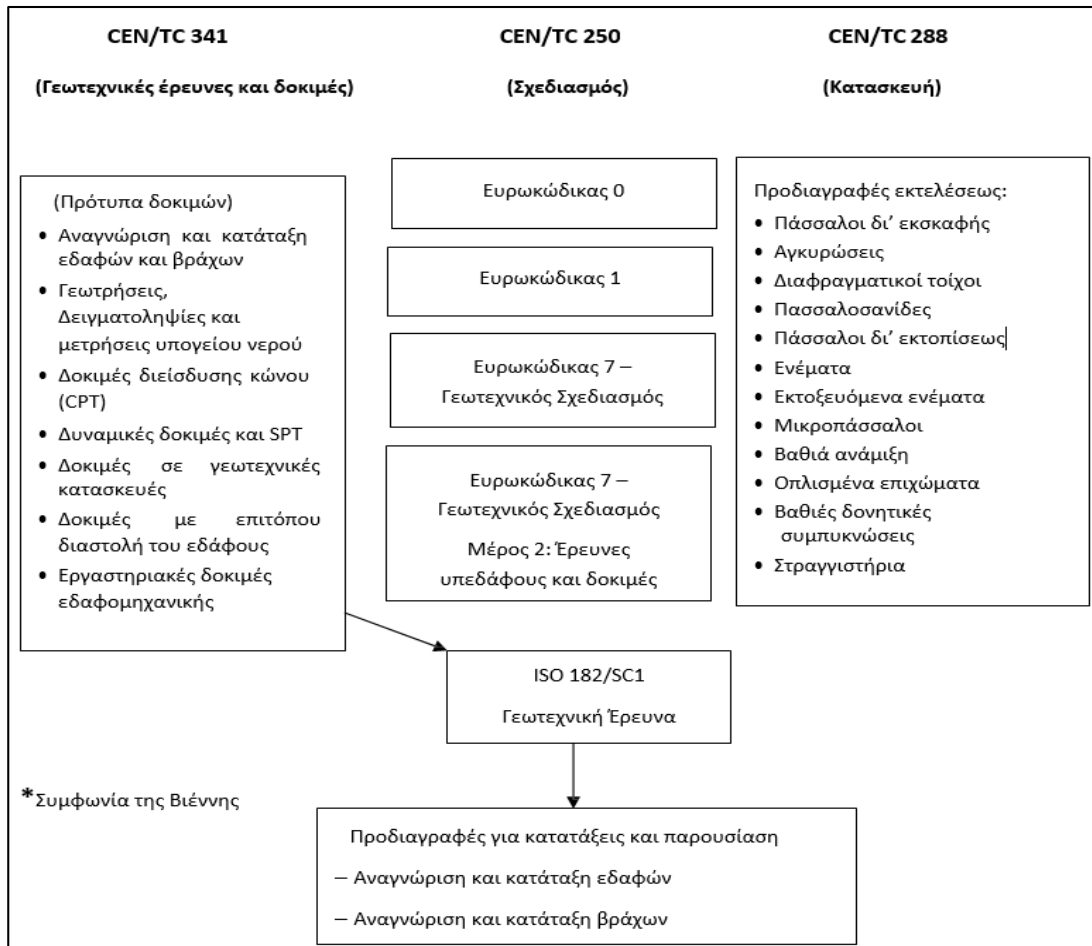 CEN/TC 341
(Γεωτεχνικές έρευνες και δοκιμές)
CEN/TC 250
(Σχεδιασμός)
CEN/TC 288
(Κατασκευή)
(Πρότυπα δοκιμών)
• Αναγνώριση και κατάταξη
εδαφών και βράχων
• Γεωτρήσεις,
Δειγματοληψίες και
μετρήσεις υπογείου νερού
• Δοκιμές διείσδυσης κώνου
(CPT)
• Δυναμικές δοκιμές και SPT
• Δοκιμές σε γεωτεχνικές
κατασκευές
• Δοκιμές με επιτόπου
διαστολή του εδάφους
• Εργαστηριακές δοκιμές
εδαφομηχανικής
Ευρωκώδικας 0
Ευρωκώδικας 1
Ευρωκώδικας 7 –
Γεωτεχνικός Σχεδιασμός
Ευρωκώδικας 7 –
Γεωτεχνικός Σχεδιασμός
Μέρος 2: Έρευνες
υπεδάφους και δοκιμές
Προδιαγραφές εκτελέσεως:
• Πάσσαλοι δι’ εκσκαφής
• Αγκυρώσεις
• Διαφραγματικοί τοίχοι
• Πασσαλοσανίδες
• Πάσσαλοι δι’ εκτοπίσεως
• Ενέματα
• Εκτοξευόμενα ενέματα
• Μικροπάσσαλοι
• Βαθιά ανάμιξη
• Οπλισμένα επιχώματα
• Βαθιές δονητικές
συμπυκνώσεις
• Στραγγιστήρια
ISO 182/SC1
Γεωτεχνική Έρευνα
*Συμφωνία της Βιέννης
Προδιαγραφές για κατατάξεις και παρουσίαση
– Αναγνώριση και κατάταξη εδαφών
– Αναγνώριση και κατάταξη βράχων